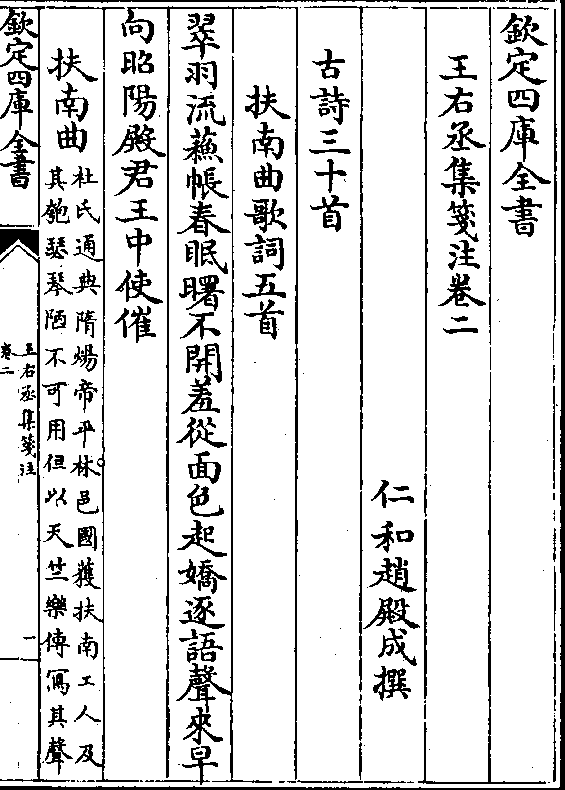 欽定四庫全書
王右丞集箋注卷二
仁和趙殿成撰
古詩三十首
扶南曲歌詞五首
翠羽流蘇帳春眠曙不開羞從面色起嬌逐語聲來早
向昭陽殿君王中使催
扶南曲
杜氏通典隋煬帝平林邑國獲扶南工人及
其匏瑟琴陋不可用但以天竺樂傳寫其聲
欽定四庫全書
王右丞集箋注
卷二
一